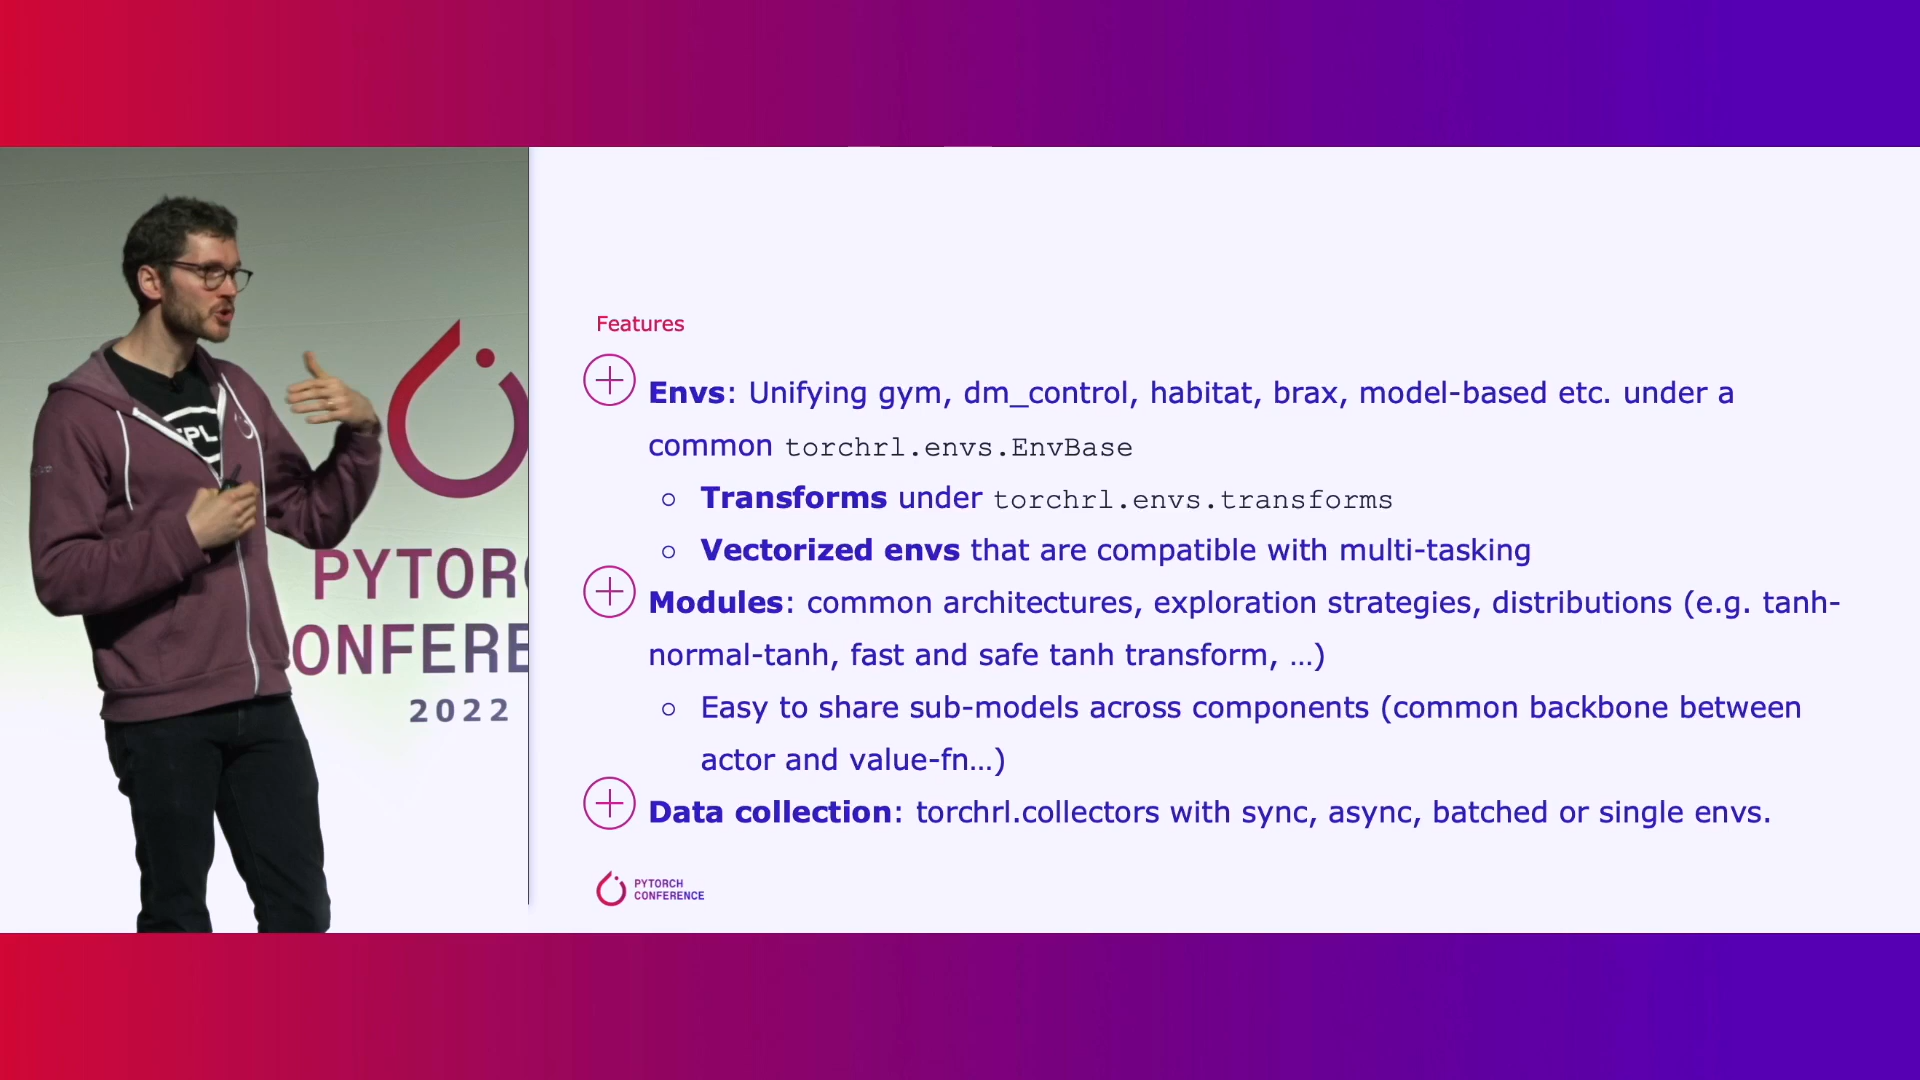 PL
PYTOR
ONFERE
2022
Features
Envs: Unifying gym, dm_control, habitat, brax, model-based etc. under a
common torchrl.envs.EnvBase
○ Transforms under torchrl.envs.transforms
○ Vectorized envs that are compatible with multi-tasking
Modules: common architectures, exploration strategies, distributions (e.g. tanh-
normal-tanh, fast and safe tanh transform, …)
○ Easy to share sub-models across components (common backbone between
actor and value-fn…)
Data collection: torchrl.collectors with sync, async, batched or single envs.
PYTORCH
CONFERENCE